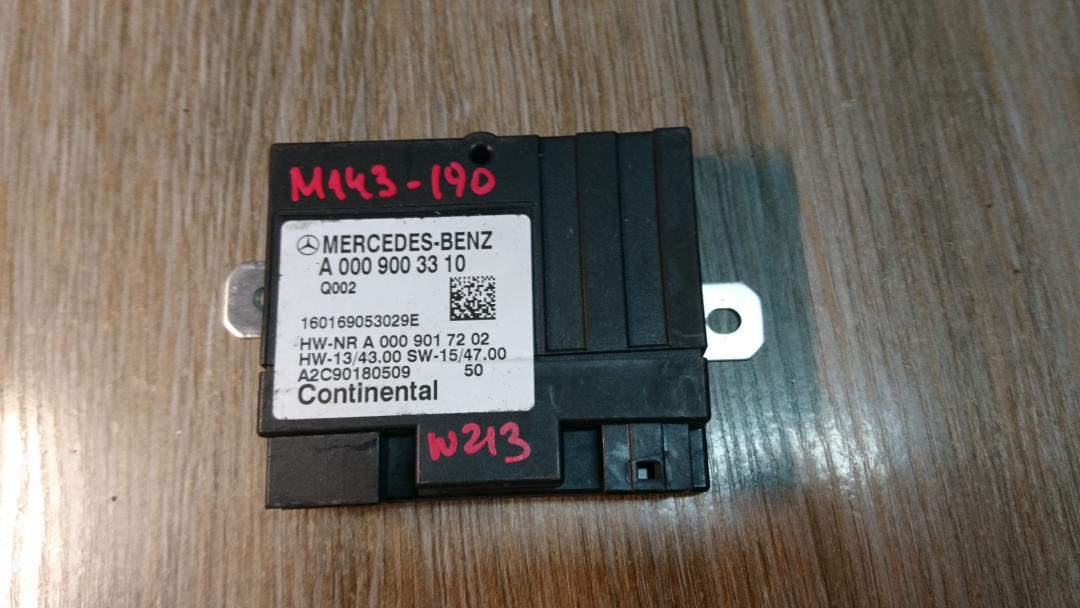 M143-190
MERCEDES-BENZ
A 000 900 33 10
Q002
160169053029E
HW-NR A 000 901 72 02
HW-13/43.00 SW-15/47.00
A2C90180509 50
Continental
W213